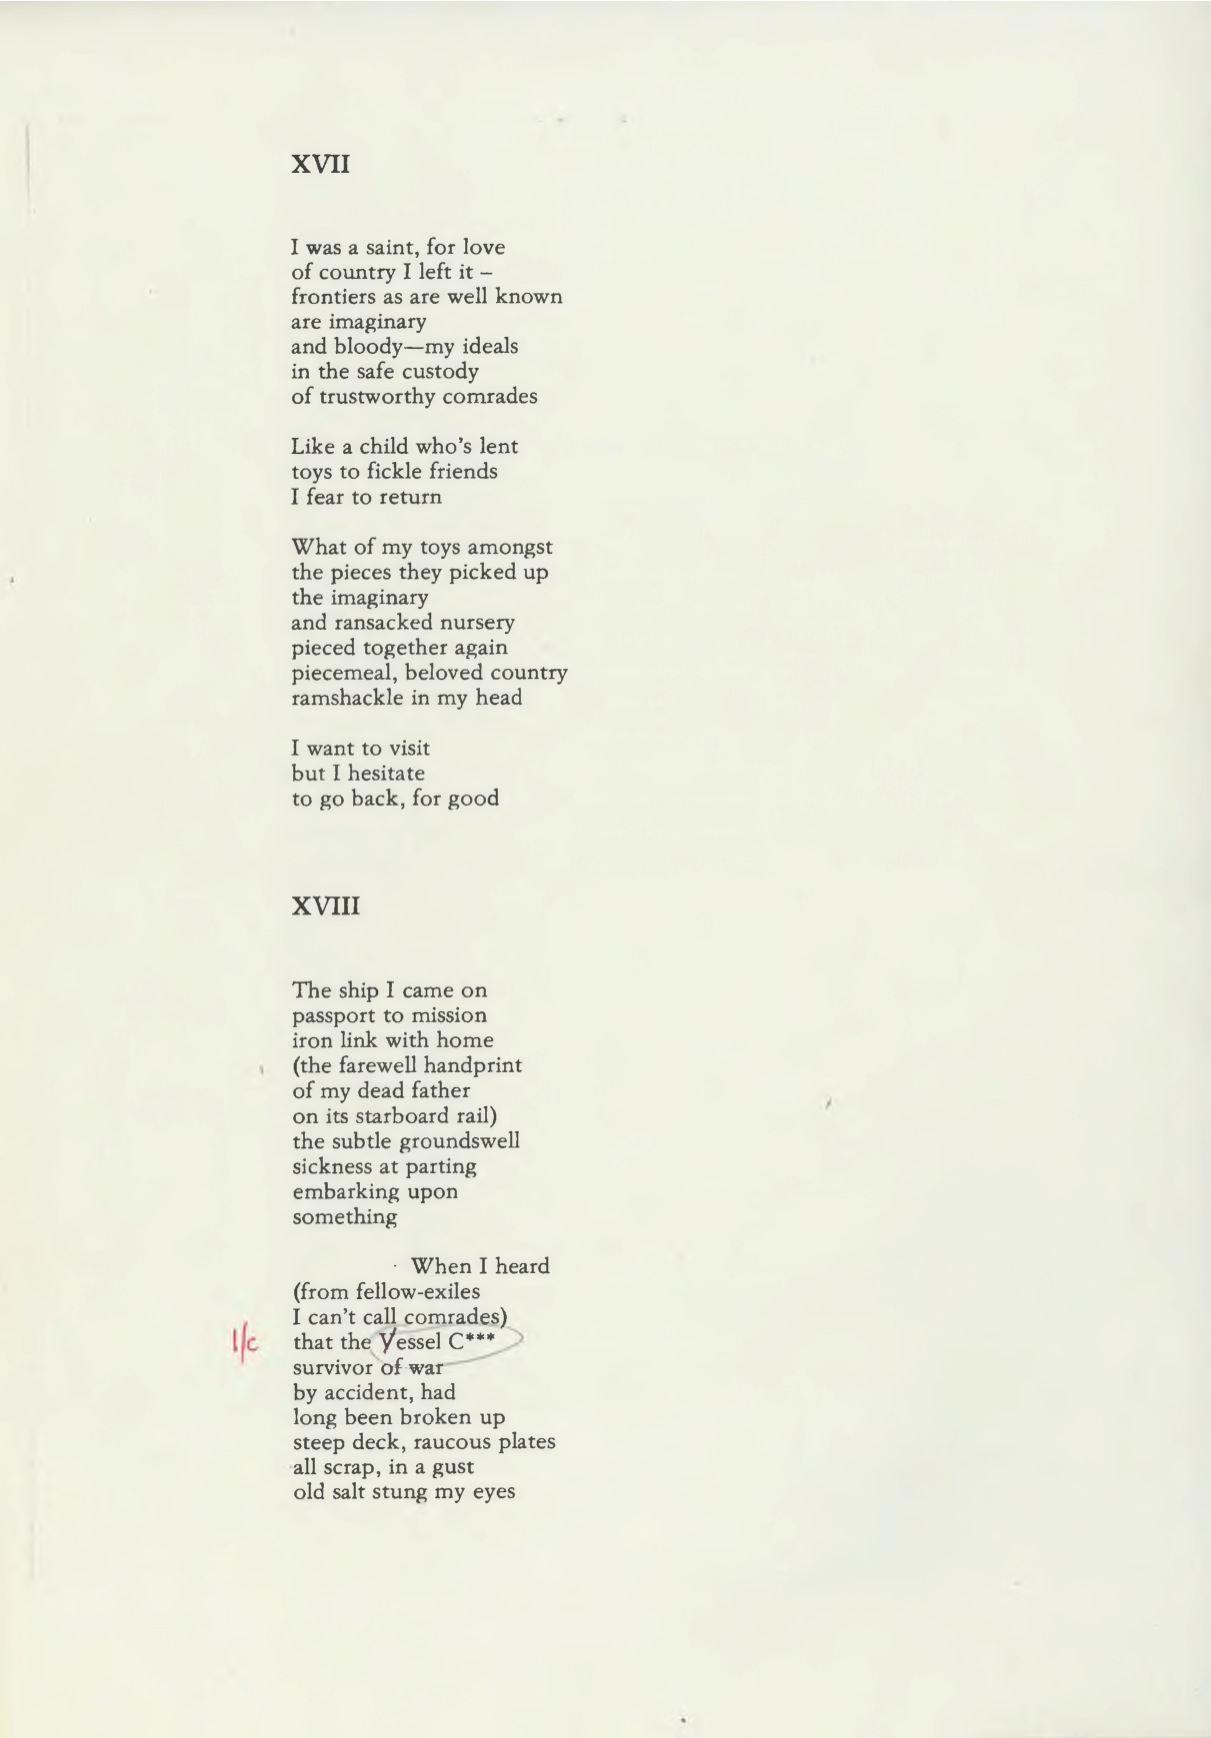 XVII
I was a saint, for love
of country I left it –
frontiers as are well known
are imaginary
and bloody—my ideals
in the safe custody
of trustworthy comrades
Like a child who's lent
toys to fickle friends
I fear to return
What of my toys amongst
the pieces they picked up
the imaginary
and ransacked nursery
pieced together again
piecemeal, beloved country
ramshackle in my head
I want to visit
but I hesitate
to go back, for good
XVIII
The ship I came on
passport to mission
iron link with home
(the farewell handprint
of my dead father
on its starboard rail)
the subtle groundswell
sickness at parting
embarking upon
something
When I heard
(from fellow-exiles
I can't call comrades)
l/c that the Vessel C***
survivor of war
by accident, had
long been broken up
steep deck, raucous plates
all scrap, in a gust
old salt stung my eyes